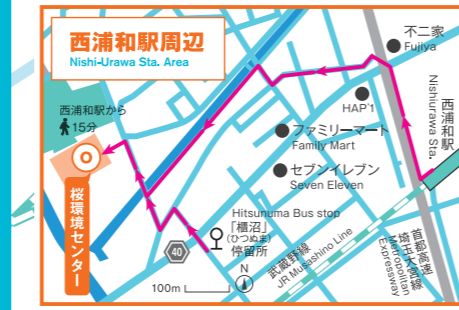 西浦和駅周辺
Nishi-Urawa Sta. Area
不二家
Fujiya
西浦和駅から
15分
HAP'1
西浦和駅
Nishiurawa Sta.
ファミリーマート
Family Mart
セブンイレブン
Seven Eleven
桜環境センター
Hitsunuma Bus stop
「櫃沼」
(ひつぬま)
停留所
40
武蔵野線
JR Musashino Line
首都高速
埼玉大宮線
Metropolitan
Expressway
100m
N